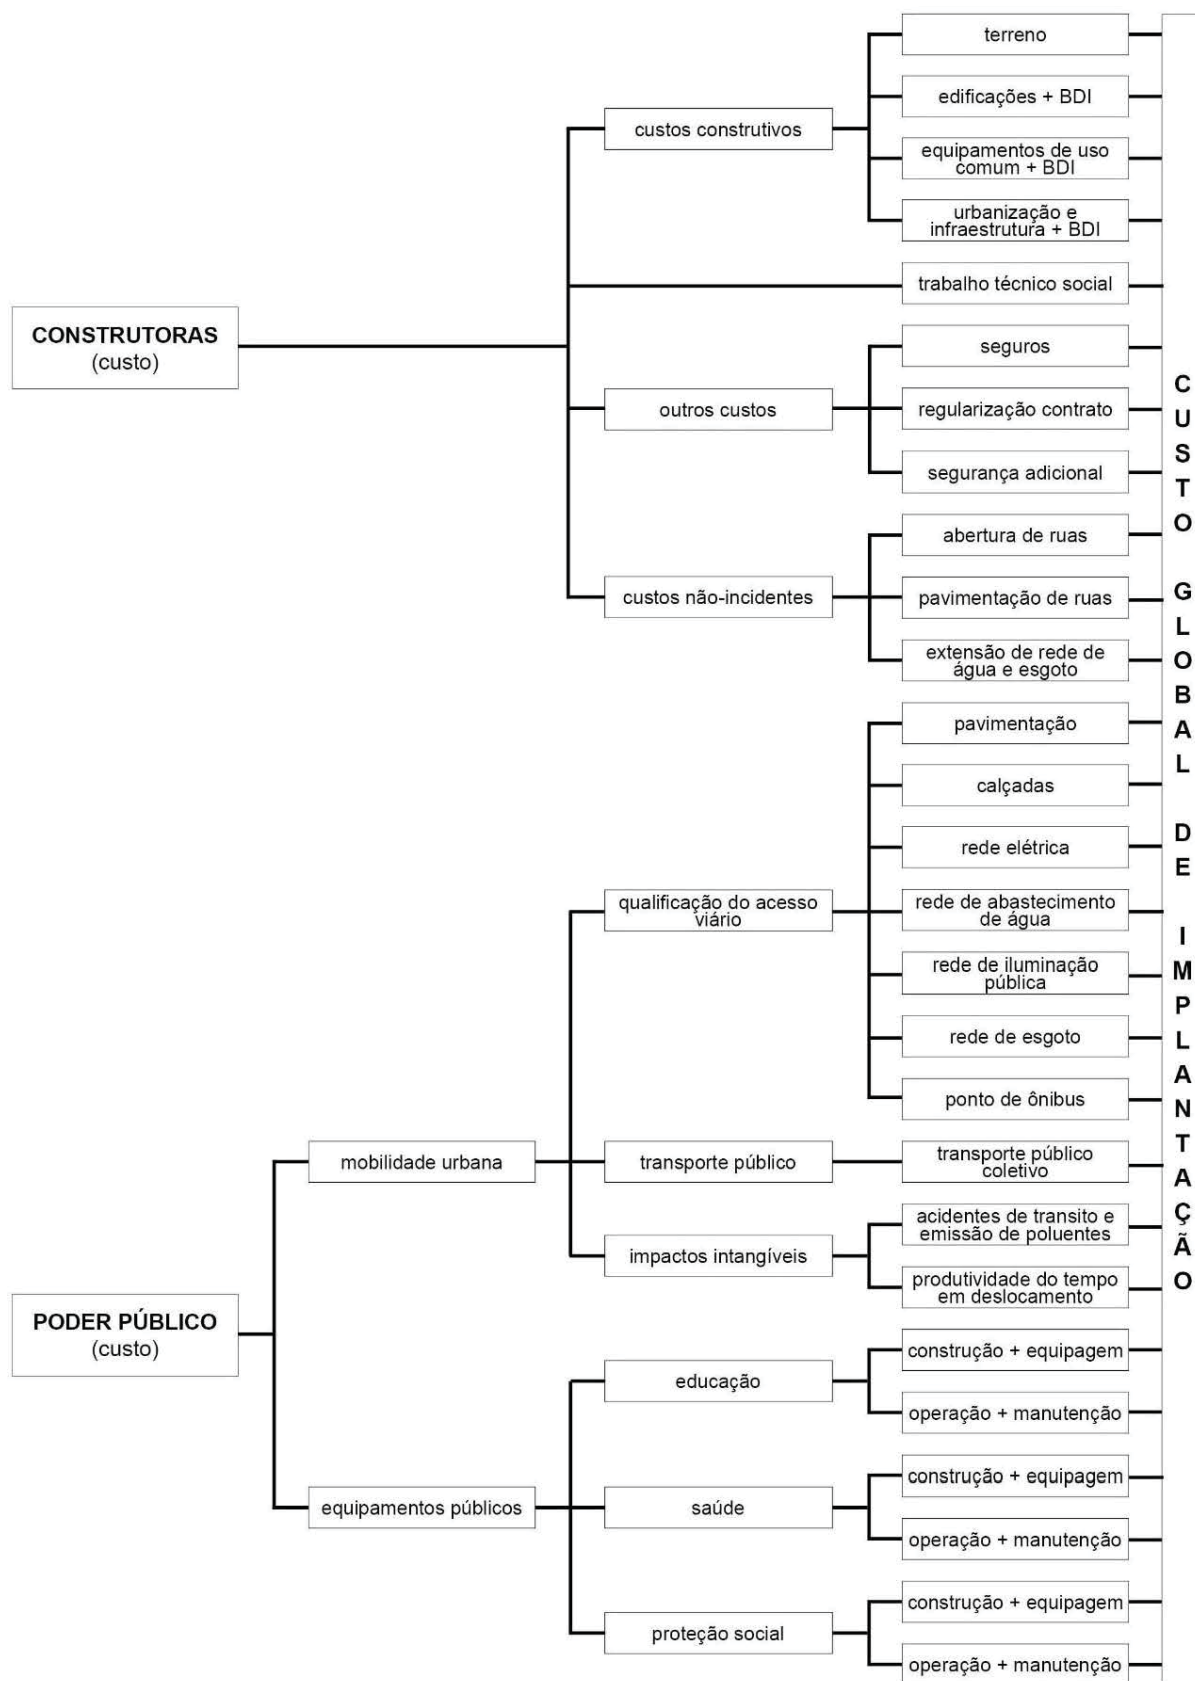 terreno
edificações + BDI
custos construtivos
equipamentos de uso
comum + BDI
urbanização e
infraestrutura + BDI
trabalho técnico social
CONSTRUTORAS
(custo)
seguros
outros custos
regularização contrato
segurança adicional
abertura de ruas
custos não-incidentes
pavimentação de ruas
extensão de rede de
água e esgoto
pavimentação
calçadas
rede elétrica
qualificação do acesso
viário
rede de abastecimento
de água
rede de iluminação
pública
rede de esgoto
ponto de ônibus
mobilidade urbana
transporte público
transporte público
coletivo
impactos intangíveis
acidentes de transito e
emissão de poluentes
produtividade do tempo
em deslocamento
PODER PÚBLICO
(custo)
educação
construção + equipagem
operação + manutenção
equipamentos públicos
saúde
construção + equipagem
operação + manutenção
proteção social
construção + equipagem
operação + manutenção
CUSTO GLOBAL DE IMPLANTAÇÃO